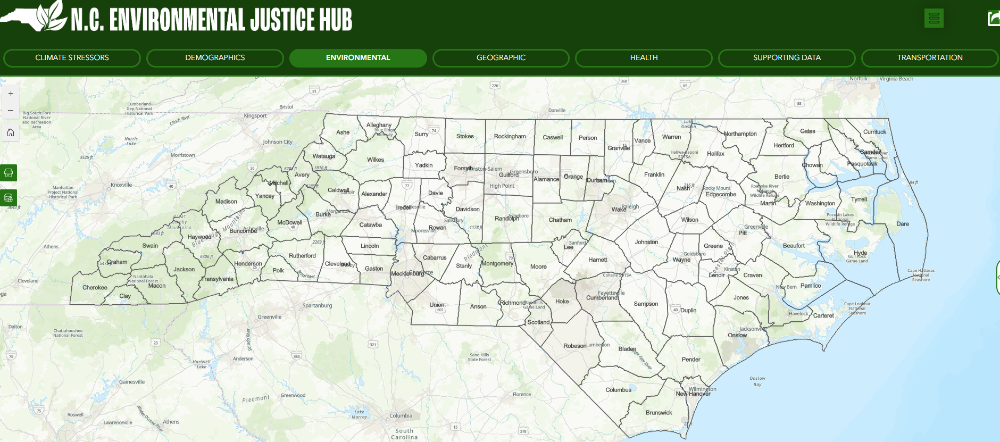 N.C. ENVIRONMENTAL JUSTICE HUB
CLIMATE STRESSORS
DEMOGRAPHICS
ENVIRONMENTAL
GEOGRAPHIC
HEALTH
SUPPORTING DATA
TRANSPORTATION
Norfolk
Virginia Beach
360
85
220
81
58
Bristol
Danville
Cumberland
Gap National
Historical Park
Big South Fork
National River
and Recreation
Area
Kingsport
Clinch River
Norris
Lake
Johnson City
Morristown
3525 ft
Knoxville
40
26
Manhattan
Project National
Historical Park
3043 ft
Alleghany
Blue Ridge
Parkway
Ashe
Surry
74
Stokes
Rockingham
Caswell
Person
Granville
Vance
Warren
Lake
Gaston
Northampton
Gates
Hertford
Currituck
Camden
Game Land
Pasquotank
Chowan
Watauga
Wilkes
Yadkin
Forsyth
Winston-Salem
Guilford
Greensboro
High Point
Alamance
Orange
Durham
Franklin
Haliwa-Saponi
SDTSA
Halifax
Bertie
84 ft
Avery
5916 ft
Mitchell
Yancey
Madison
Caldwell
Lenoir
Alexander
77
Davie
Iredell
Davidson
Randolph
Asheboro
Chatham
Wake
Raleigh
Nash
216 ft
Rocky Mount
Edgecombe
Roanoke River
National
Wildlife Refuge
Martin
Washington
Tyrrell
Pocosin Lakes
National
Wildlife Refuge
Dare
McDowell
40
Burke
Morganton
Catawba
Mooresville
Salisbury
Rowan
1178 ft
Wilson
Greenville
Pitt
Great
Smoky
Mountains
6643 ft
Haywood
Blue Ridge Mountains
Buncombe
Asheville
Swain
6406 ft
Graham
Jackson
Nantahala
National Forest
Macon
Cherokee
Clay
Transylvania
Henderson
26
Polk
Rutherford
2269 ft
Broad River
Cleveland
Shelby
Lincoln
Gaston
Mecklenburg
Charlotte
Cabarrus
Stanly
Piedmont
Montgomery
73
Moore
Lee
Sanford
Harnett
Johnston
Wayne
Goldsboro
Greene
Coastal Plain
Lenoir
Kinston
Craven
Beaufort
Hyde
Gull Rock
Game Land
Cape Hatteras
National
Seashore
New Bern
Pamlico
Jones
Havelock
Carteret
Cape Lookout
National
Seashore
Athens
Cleveland
Union
601
Anson
Richmond
Sandhills
Game Land
Scotland
Hoke
Coharie SDTSA
Fayetteville
Cumberland
Sampson
40
Duplin
Onslow
Jacksonville
Robeson
Lumberton
Bladen
Cape Fear River
Pender
Columbus
Wilmington
New Hanover
Brunswick
Onslow
Bay
Dalton
Chattahoochee
National Forest
23
75
Spartanburg
Greenville
385
321
Anderson
Hartwell
Lake
Gainesville
Sand Hills
State Forest
Piedmont
Greenwood
Florence
Middle Oconee River
75
Roswell
Lawrenceville
Athens
Lake
Murray
Columbia
South
Carolina
15
378